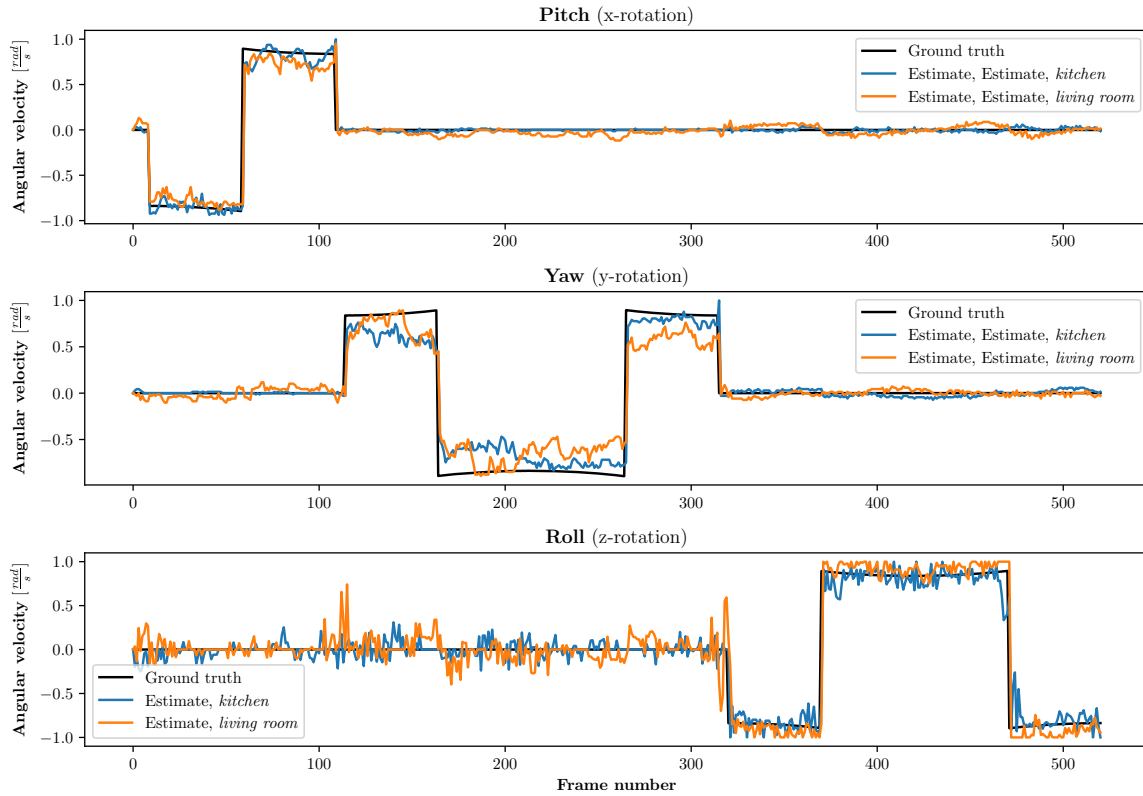 Pitch (x-rotation)
Angular velocity [rad/s]
1.0
0.5
0.0
−0.5
−1.0
Ground truth
Estimate, Estimate, kitchen
Estimate, Estimate, living room
0 100 200 300 400 500
Yaw (y-rotation)
Angular velocity [rad/s]
1.0
0.5
0.0
−0.5
Ground truth
Estimate, Estimate, kitchen
Estimate, Estimate, living room
0 100 200 300 400 500
Roll (z-rotation)
Angular velocity [rad/s]
1.0
0.5
0.0
−0.5
−1.0
Ground truth
Estimate, kitchen
Estimate, living room
0 100 200 300 400 500
Frame number